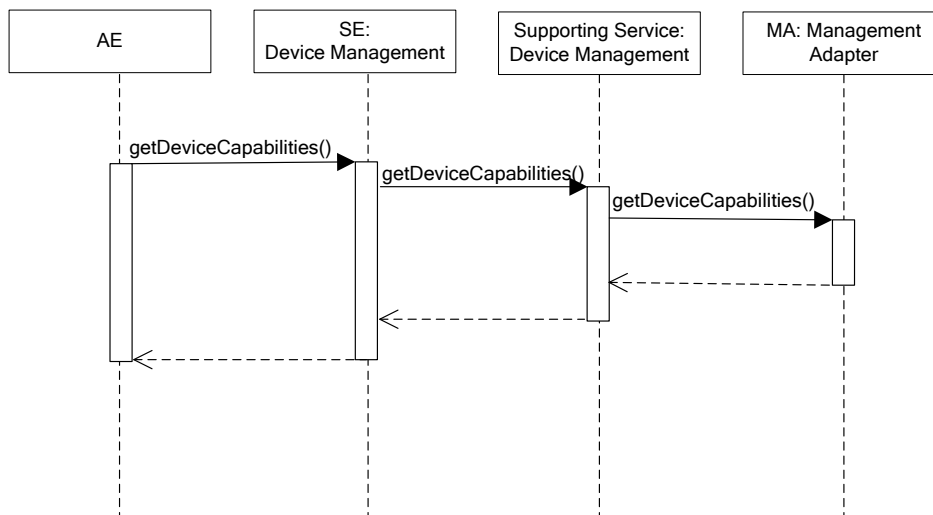 AE
SE:
Device Management
Supporting Service:
Device Management
MA: Management
Adapter
getDeviceCapabilities()
getDeviceCapabilities()
getDeviceCapabilities()